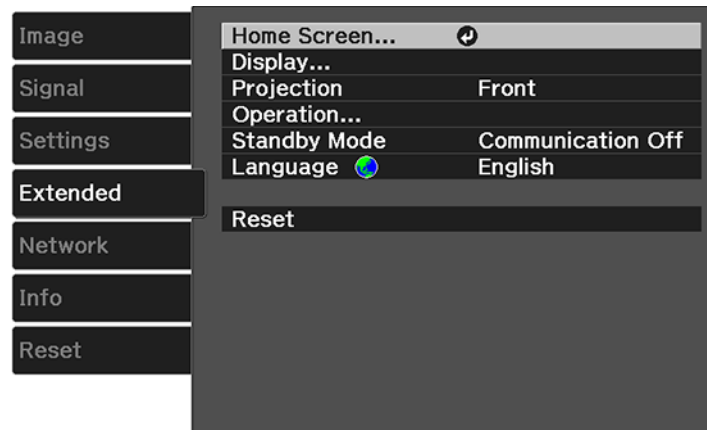 Image
Signal
Settings
Extended
Network
Info
Reset
Home Screen...
Display...
Projection Front
Operation...
Standby Mode Communication Off
Language English
Reset